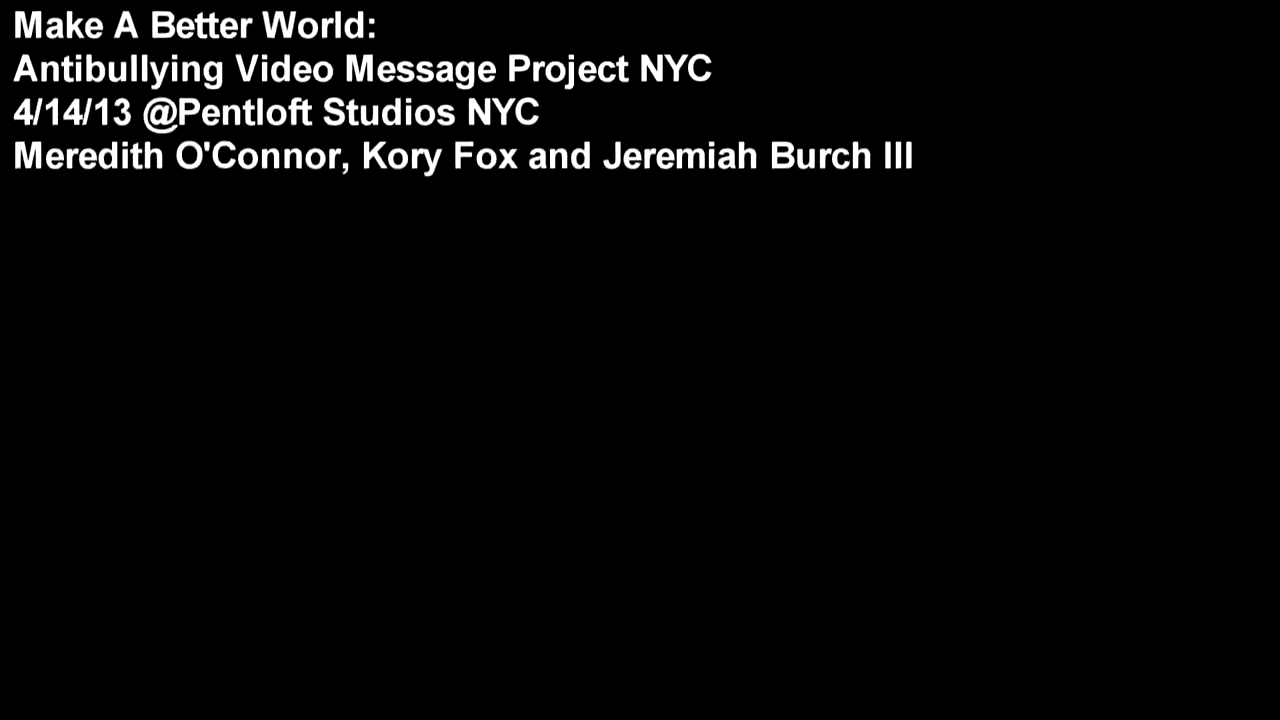 Make A Better World:
Antibullying Video Message Project NYC
4/14/13 @Pentloft Studios NYC
Meredith O'Connor, Kory Fox and Jeremiah Burch III